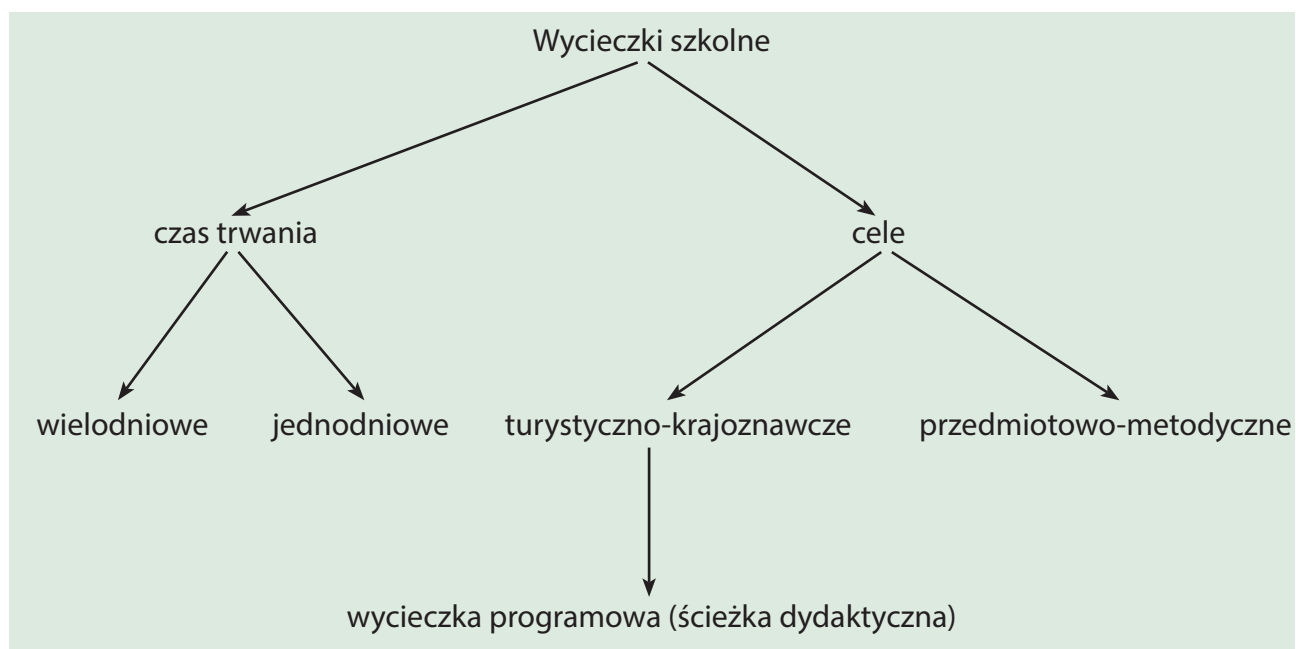 Wycieczki szkolne
czas trwania
cele
wielodniowe
jednodniowe
turystyczno-krajoznawcze
przedmiotowo-metodyczne
wycieczka programowa (ścieżka dydaktyczna)